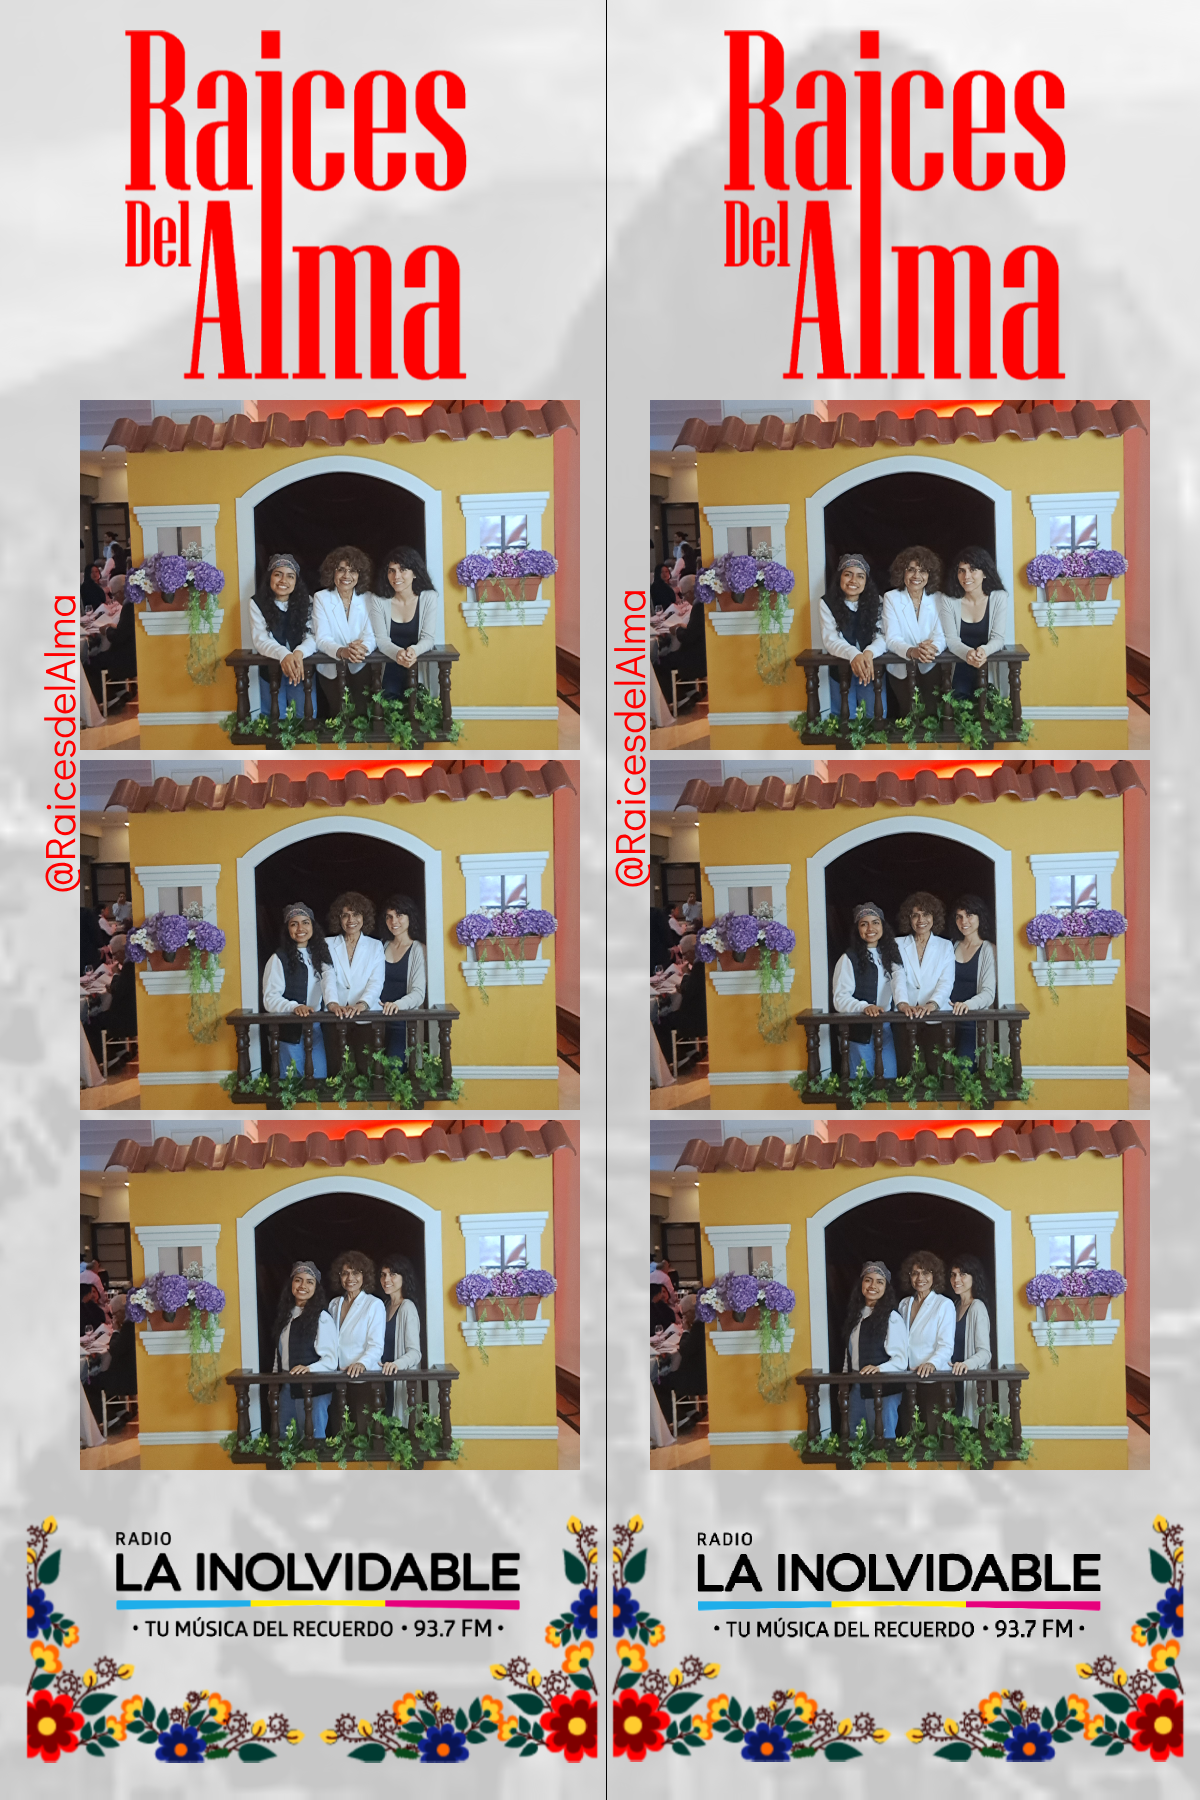 Raices
Del Alma
@RaicesdelAlma
RADIO
LA INOLVIDABLE
• TU MÚSICA DEL RECUERDO • 93.7 FM •
Raices
Del Alma
@RaicesdelAlma
RADIO
LA INOLVIDABLE
• TU MÚSICA DEL RECUERDO • 93.7 FM •